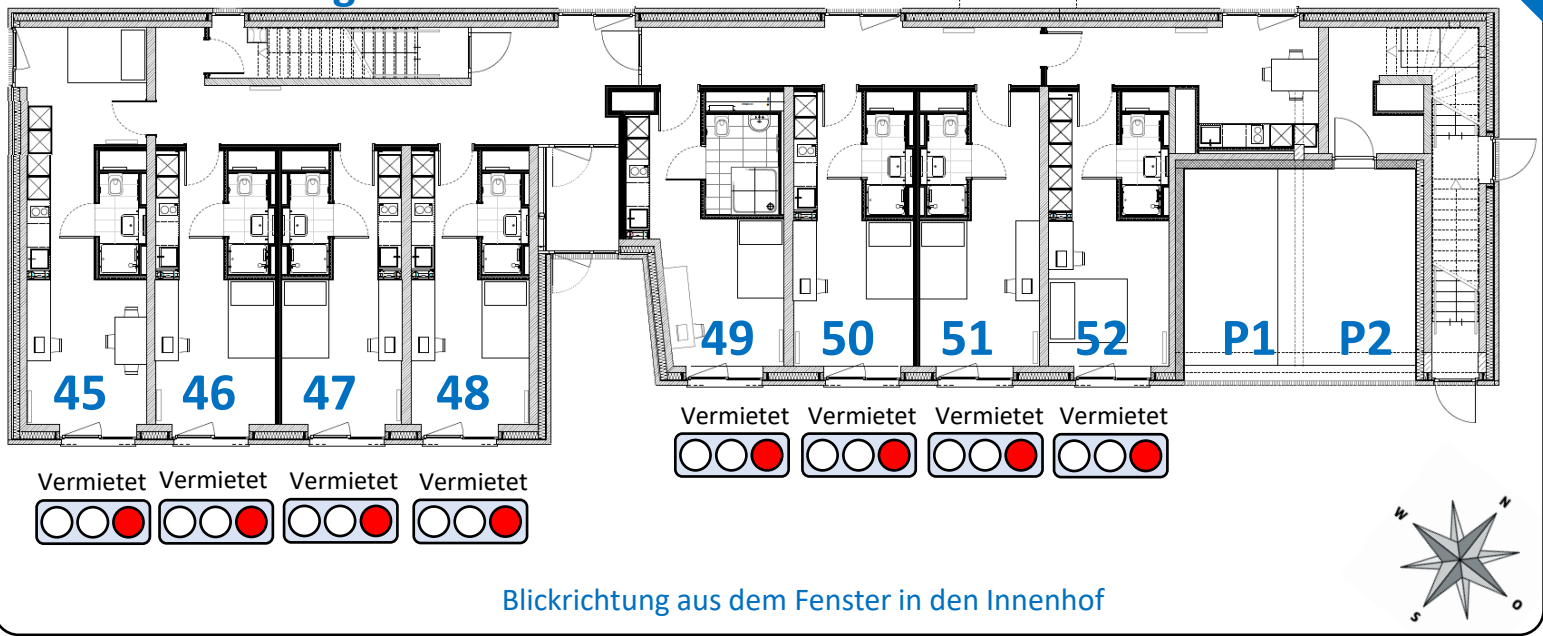 g
49 50 51 52 P1 P2
45 46 47 48
Vermietet Vermietet Vermietet Vermietet
Vermietet Vermietet Vermietet Vermietet
W N
S O
Blickrichtung aus dem Fenster in den Innenhof